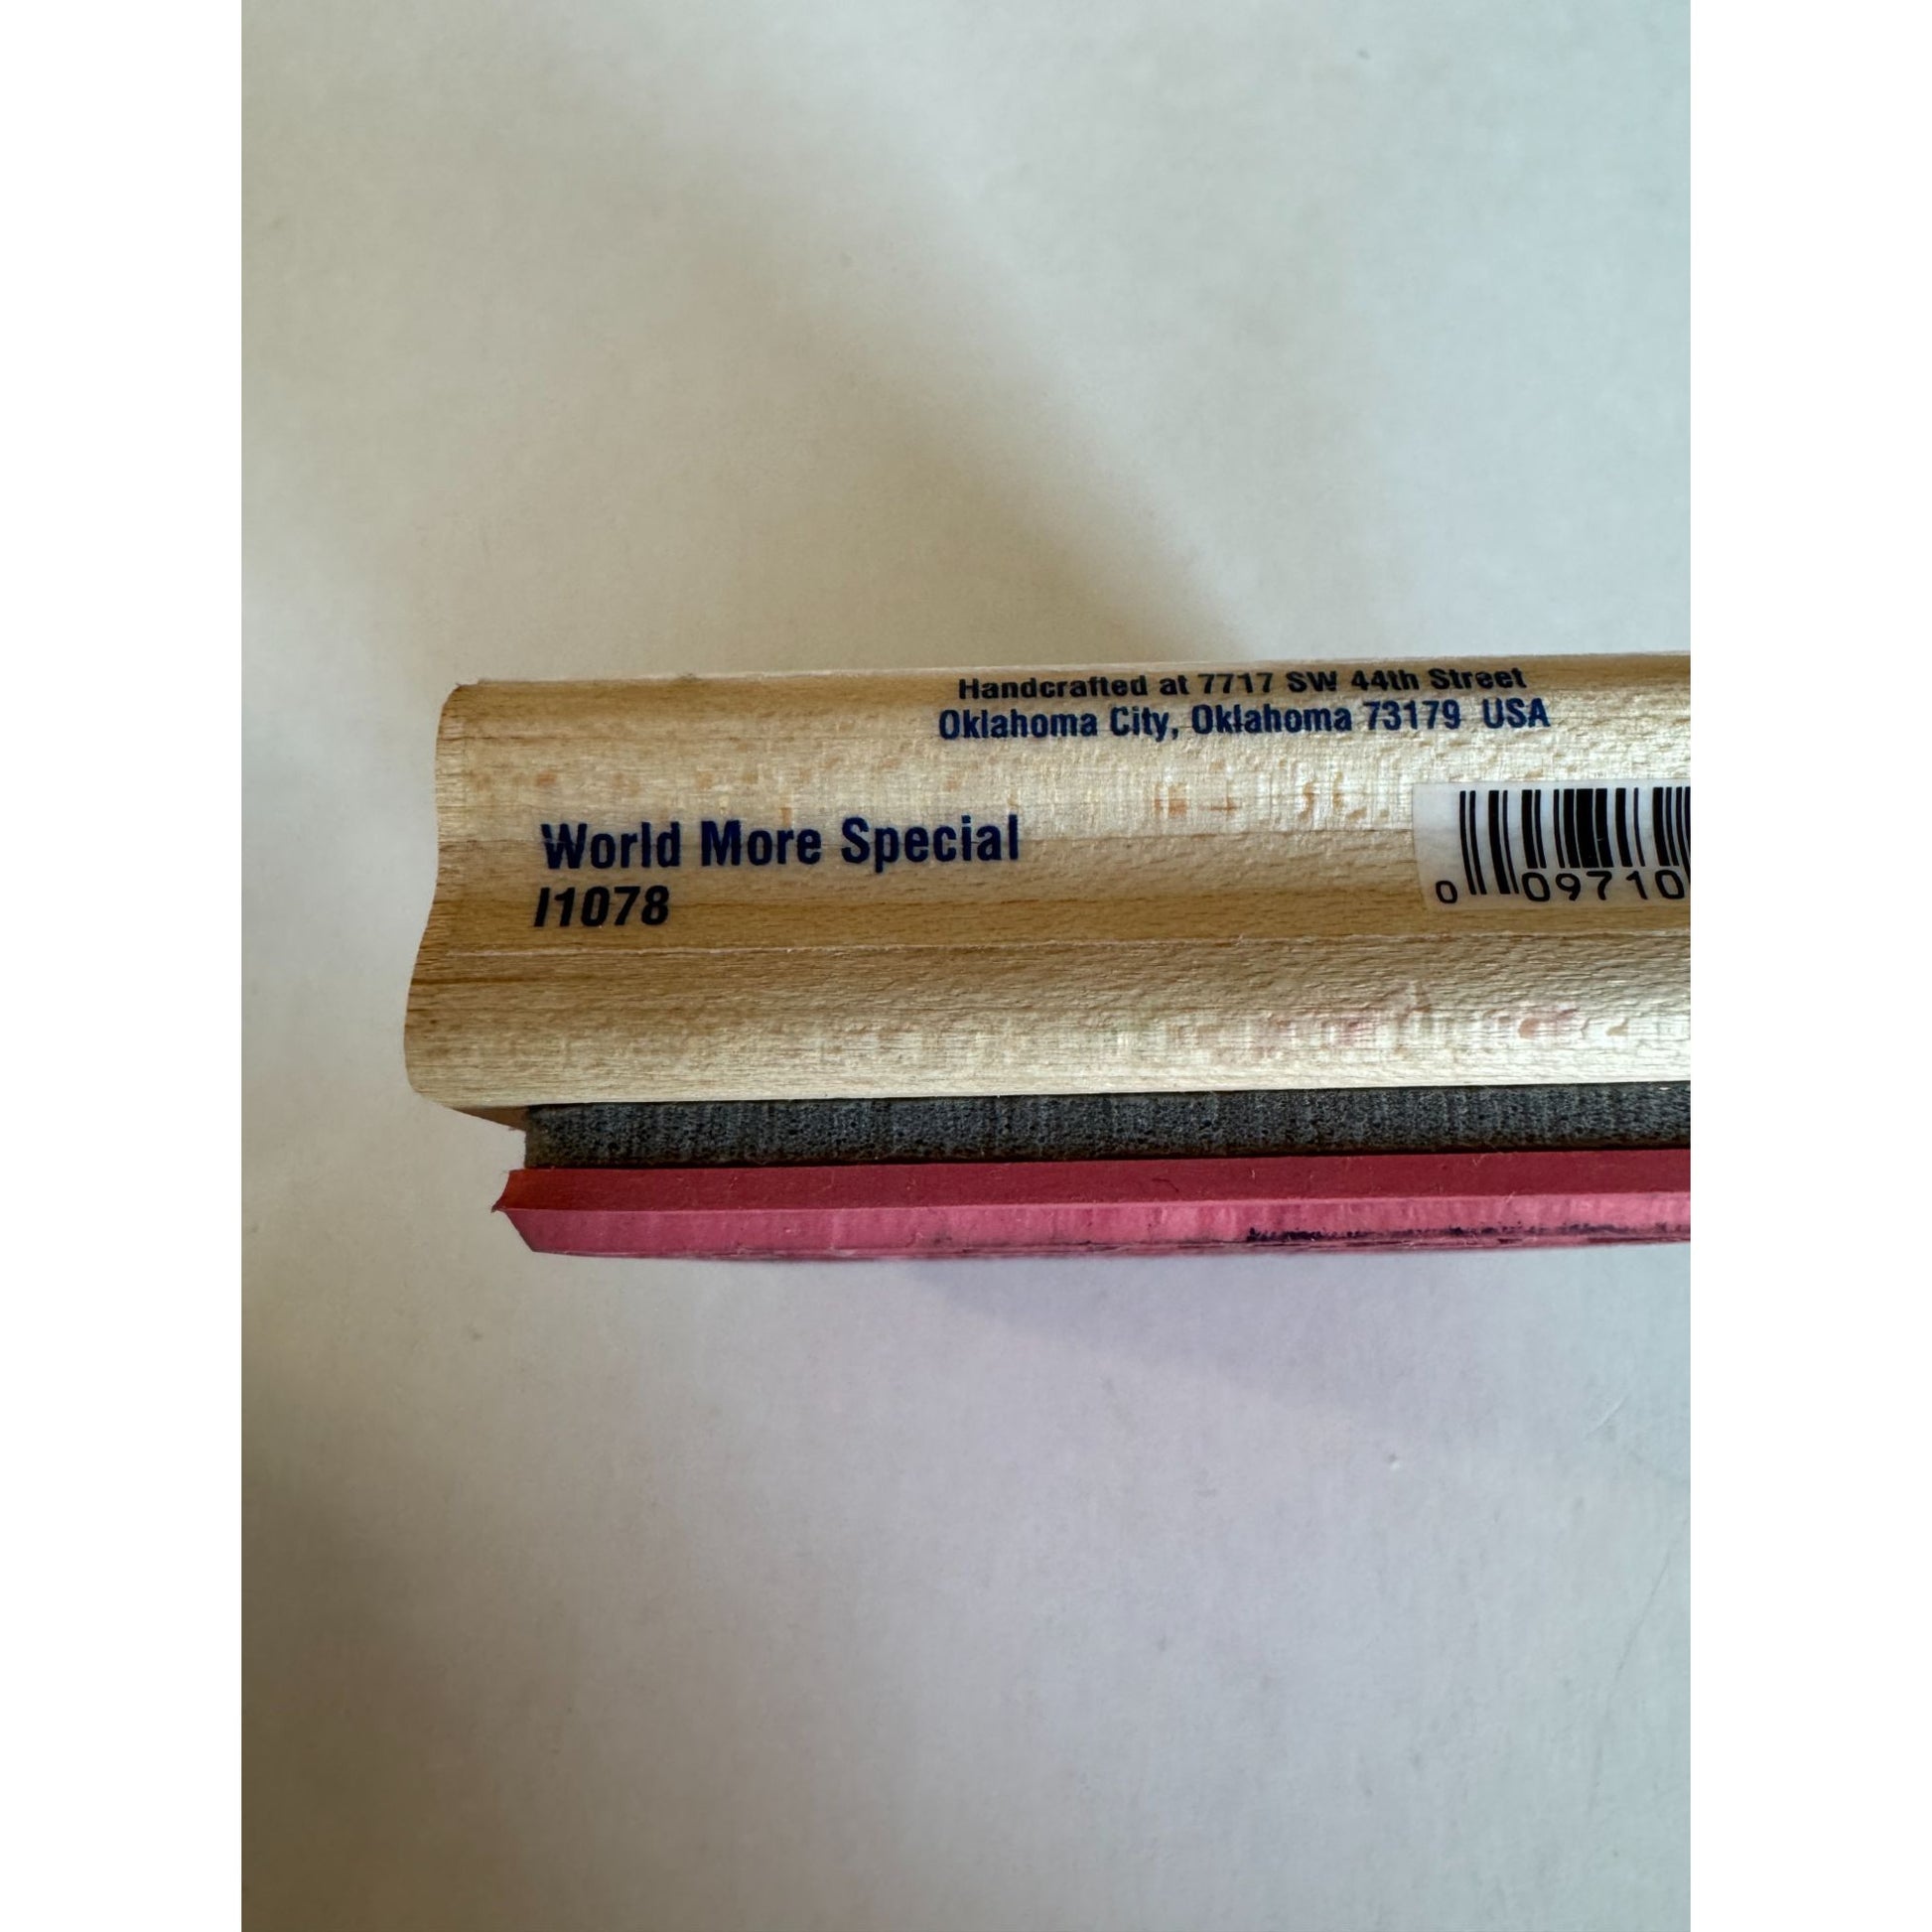 Handcrafted at 7717 SW 44th Street
Oklahoma City, Oklahoma 73179 USA
World More Special
I1078
0 09710